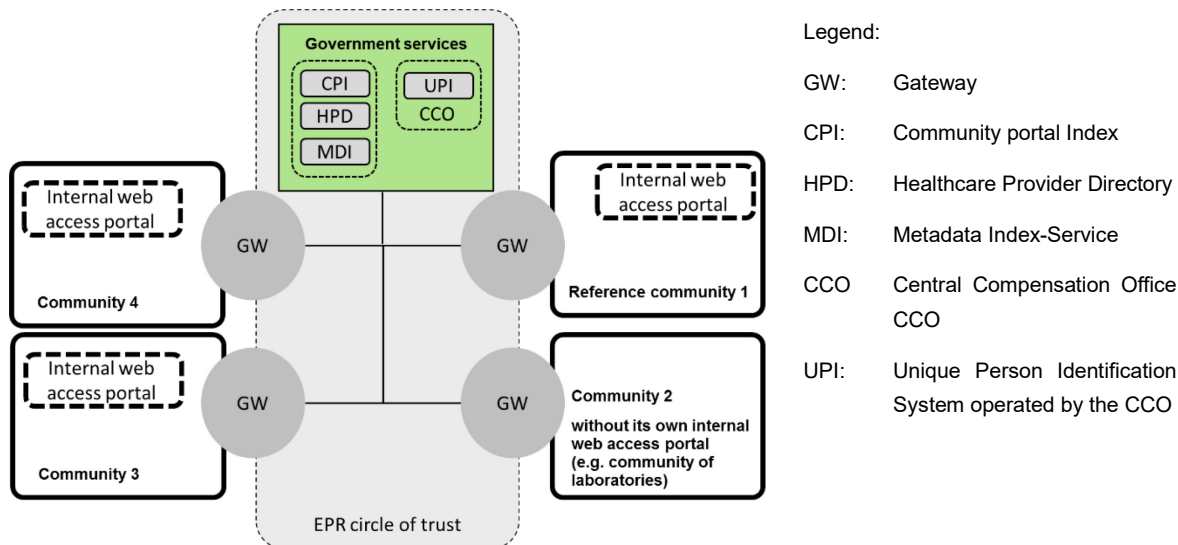 Government services
CPI
HPD
MDI
UPI
CCO
Internal web
access portal
GW
Community 4
Internal web
access portal
GW
Reference community 1
Internal web
access portal
GW
Community 3
GW
Community 2
without its own internal
web access portal
(e.g. community of
laboratories)
EPR circle of trust
Legend:
GW: Gateway
CPI: Community portal Index
HPD: Healthcare Provider Directory
MDI: Metadata Index-Service
CCO Central Compensation Office
CCO
UPI: Unique Person Identification
System operated by the CCO